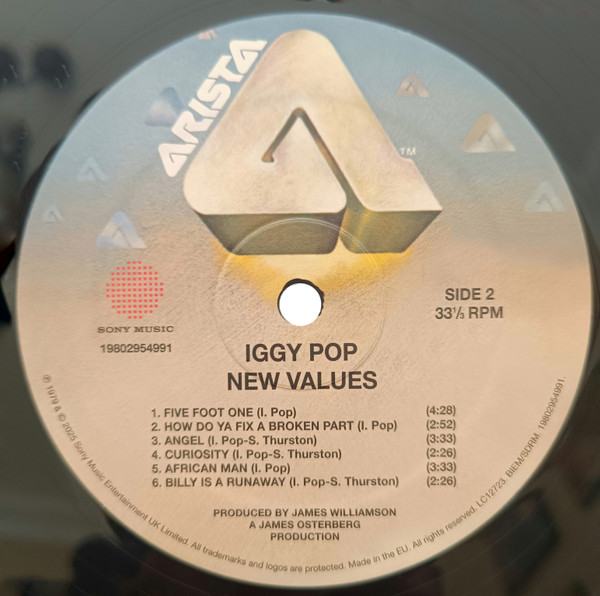 ARISTA
TM
SIDE 2
33⅓ RPM
SONY MUSIC
19802954991
IGGY POP
NEW VALUES
1. FIVE FOOT ONE (I. Pop) (4:28)
2. HOW DO YA FIX A BROKEN PART (I. Pop) (2:52)
3. ANGEL (I. Pop-S. Thurston) (3:33)
4. CURIOSITY (I. Pop-S. Thurston) (2:26)
5. AFRICAN MAN (I. Pop) (3:33)
6. BILLY IS A RUNAWAY (I. Pop-S. Thurston) (2:26)
PRODUCED BY JAMES WILLIAMSON
A JAMES OSTERBERG
PRODUCTION
℗ 1979 & © 2025 Sony Music Entertainment UK Limited. All trademarks and logos are protected. Made in the EU. All rights reserved. LC12723. BIEM/SDRM. 19802954991.